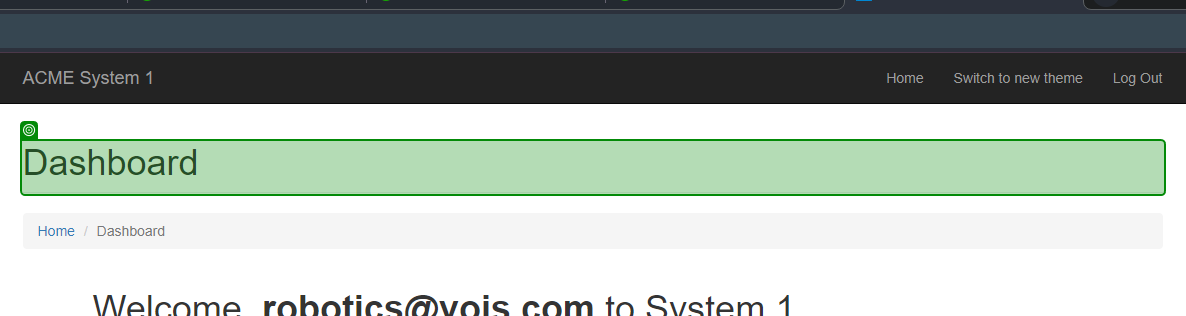 ACME System 1
Home Switch to new theme Log Out
Dashboard
Home / Dashboard
Welcome, robotics@vois.com to System 1